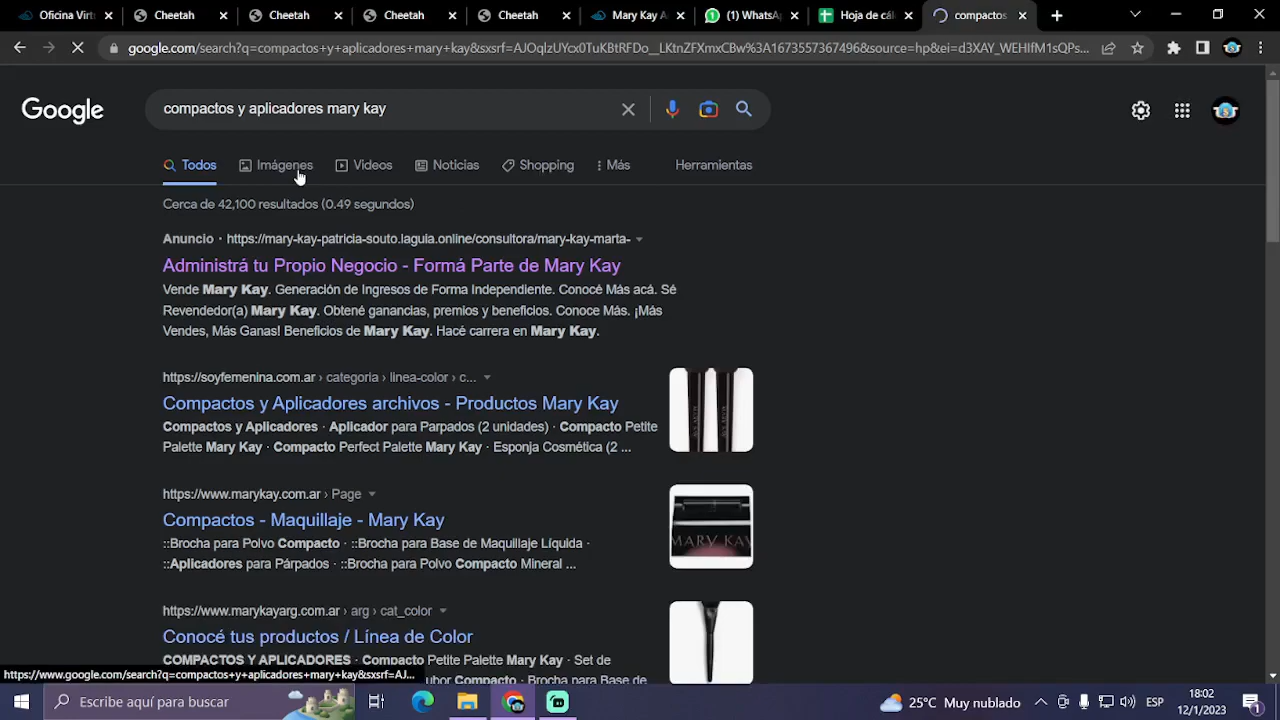 Oficina Virtu
Cheetah
Cheetah
Cheetah
Cheetah
Mary Kay A
(1) WhatsA
Hoja de cál
compactos
google.com/search?q=compactos+y+aplicadores+mary+kay&sxsrf=AJOqlzUYcx0TuKBtRFDo__LKtnZFXmxCBw%3A1673557367496&source=hp&ei=d3XAY_WEHIfM1sQPs...
Google
compactos y aplicadores mary kay
Todos
Imágenes
Videos
Noticias
Shopping
Más
Herramientas
Cerca de 42,100 resultados (0.49 segundos)
Anuncio · https://mary-kay-patricia-souto.laguia.online/consultora/mary-kay-marta-
Administrá tu Propio Negocio - Formá Parte de Mary Kay
Vende Mary Kay. Generación de Ingresos de Forma Independiente. Conocé Más acá. Sé
Revendedor(a) Mary Kay. Obtené ganancias, premios y beneficios. Conoce Más. ¡Más
Vendes, Más Ganas! Beneficios de Mary Kay. Hacé carrera en Mary Kay.
https://soyfemenina.com.ar › categoria › linea-color › c...
Compactos y Aplicadores archivos - Productos Mary Kay
Compactos y Aplicadores · Aplicador para Parpados (2 unidades) · Compacto Petite
Palette Mary Kay · Compacto Perfect Palette Mary Kay · Esponja Cosmética (2 ...
MARY KAY
https://www.marykay.com.ar › Page
Compactos - Maquillaje - Mary Kay
::Brocha para Polvo Compacto · ::Brocha para Base de Maquillaje Líquida ·
::Aplicadores para Párpados · ::Brocha para Polvo Compacto Mineral ...
MARY KAY
https://www.marykayarg.com.ar › arg › cat_color
Conocé tus productos / Línea de Color
COMPACTOS Y APLICADORES · Compacto Petite Palette Mary Kay · Set de
https://www.google.com/search?q=compactos+y+aplicadores+mary+kay&sxsrf=AJ...
Escribe aquí para buscar
25°C Muy nublado
ESP
18:02
12/1/2023
1